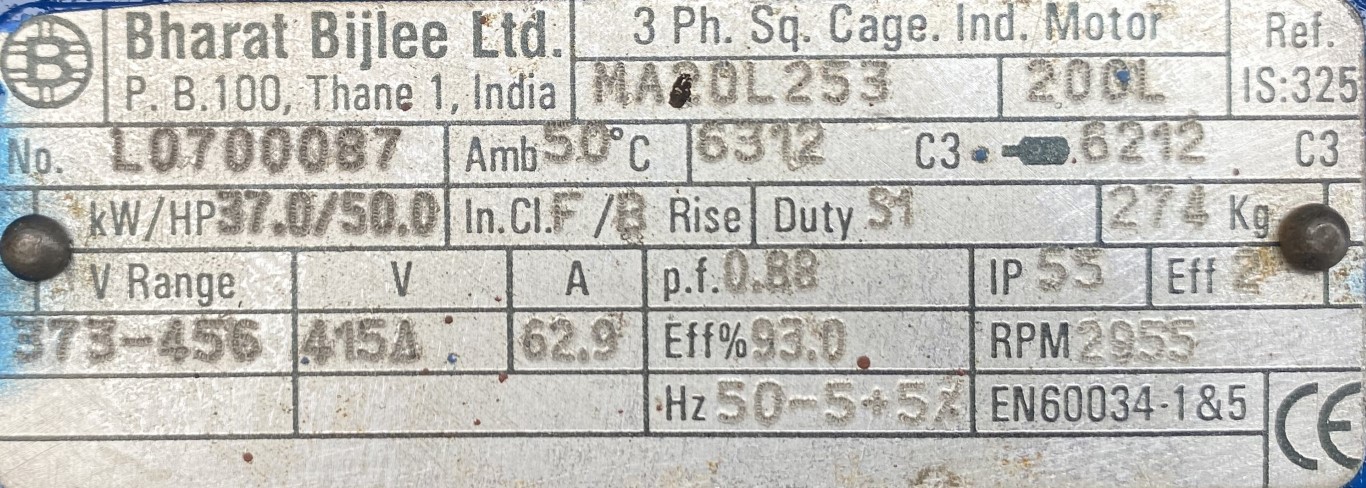 Bharat Bijlee Ltd. 3 Ph. Sq. Cage. Ind. Motor Ref.
P. B.100, Thane 1, India MA20L253 200L IS:325
No. L0700087 Amb 50°C 6312 C3 6212 C3
kW/HP 37.0/50.0 In.Cl. F /B Rise Duty S1 274 Kg
V Range V A p.f. 0.88 IP 55 Eff 2
373-456 415Δ 62.9 Eff% 93.0 RPM 2955
Hz 50-5+5% EN60034-1&5 CE